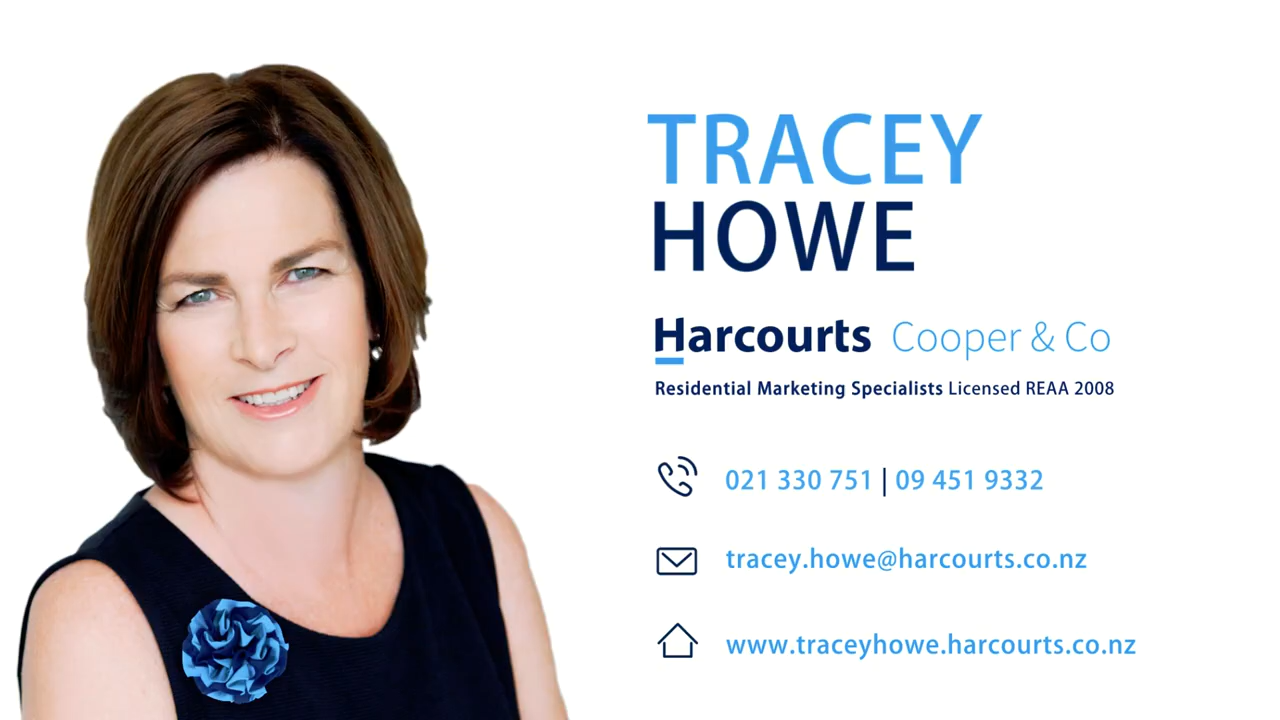 TRACEY
HOWE
Harcourts Cooper & Co
Residential Marketing Specialists Licensed REAA 2008
021 330 751 | 09 451 9332
tracey.howe@harcourts.co.nz
www.traceyhowe.harcourts.co.nz